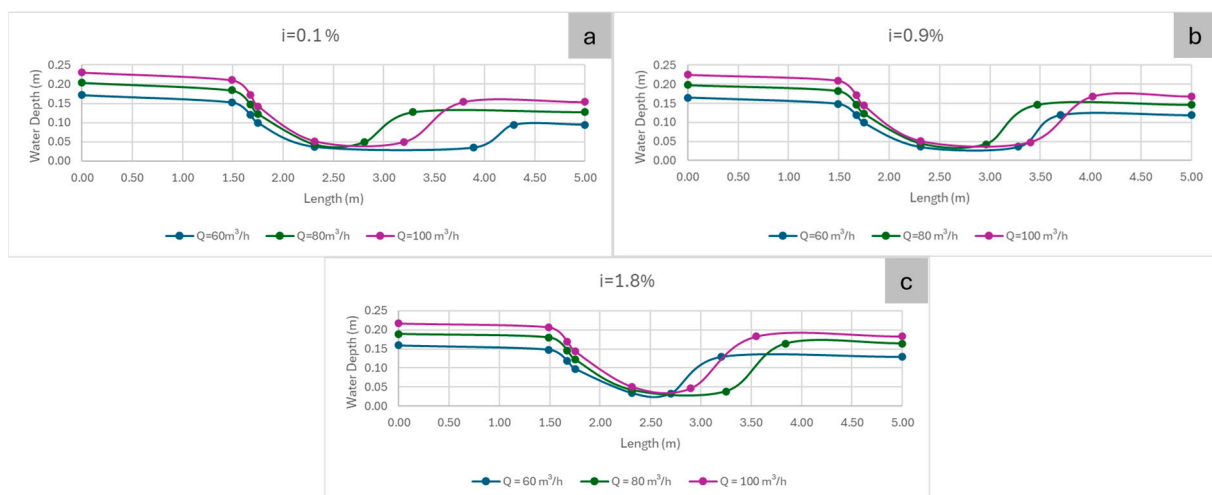 i=0.1 %
a
Water Depth (m)
0.25
0.20
0.15
0.10
0.05
0.00
0.00 0.50 1.00 1.50 2.00 2.50 3.00 3.50 4.00 4.50 5.00
Length (m)
Q=60m³/h Q=80m³/h Q=100 m³/h
i=0.9%
b
Water Depth (m)
0.25
0.20
0.15
0.10
0.05
0.00
0.00 0.50 1.00 1.50 2.00 2.50 3.00 3.50 4.00 4.50 5.00
Length (m)
Q=60 m³/h Q=80 m³/h Q=100 m³/h
i=1.8%
c
Water Depth (m)
0.25
0.20
0.15
0.10
0.05
0.00
0.00 0.50 1.00 1.50 2.00 2.50 3.00 3.50 4.00 4.50 5.00
Length (m)
Q = 60 m³/h Q = 80 m³/h Q = 100 m³/h